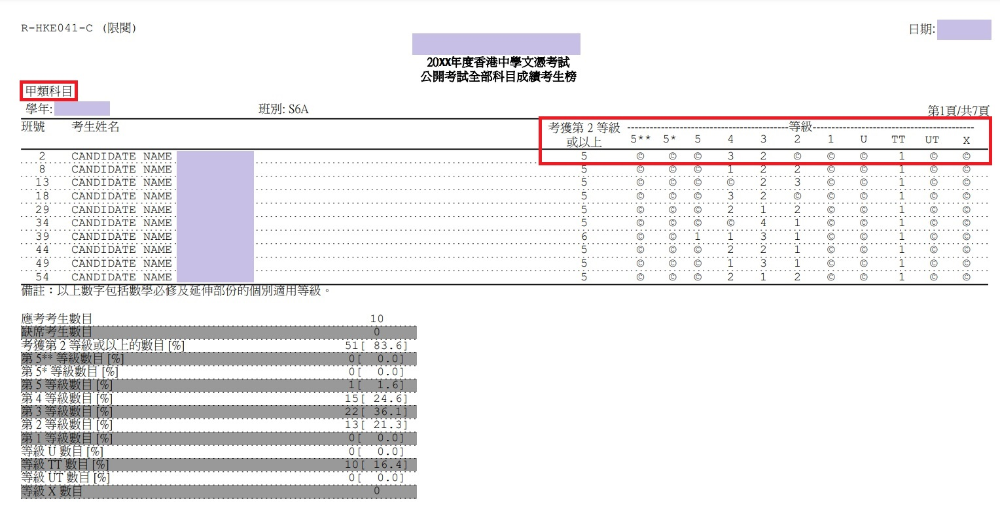 R-HKE041-C (限閱) 日期:
20XX年度香港中學文憑考試
公開考試全部科目成績考生榜
甲類科目
學年: 班別: S6A 第1頁/共7頁
班號 考生姓名 考獲第 2 等級 ----------等級----------
或以上 5** 5* 5 4 3 2 1 U TT UT X
2 CANDIDATE NAME 5 © © © 3 2 © © © 1 © ©
8 CANDIDATE NAME 5 © © © 1 2 2 © © 1 © ©
13 CANDIDATE NAME 5 © © © © 2 3 © © 1 © ©
18 CANDIDATE NAME 5 © © © 3 2 © © © 1 © ©
29 CANDIDATE NAME 5 © © © 2 1 2 © © 1 © ©
34 CANDIDATE NAME 5 © © © © 4 1 © © 1 © ©
39 CANDIDATE NAME 6 © © 1 1 3 1 © © 1 © ©
44 CANDIDATE NAME 5 © © © 2 2 1 © © 1 © ©
49 CANDIDATE NAME 5 © © © 1 3 1 © © 1 © ©
54 CANDIDATE NAME 5 © © © 2 1 2 © © 1 © ©
備註：以上數字包括數學必修及延伸部份的個別適用等級。
應考考生數目 10
缺席考生數目 0
考獲第 2 等級或以上的數目 [%] 51[ 83.6]
第 5** 等級數目 [%] 0[ 0.0]
第 5* 等級數目 [%] 0[ 0.0]
第 5 等級數目 [%] 1[ 1.6]
第 4 等級數目 [%] 15[ 24.6]
第 3 等級數目 [%] 22[ 36.1]
第 2 等級數目 [%] 13[ 21.3]
第 1 等級數目 [%] 0[ 0.0]
等級 U 數目 [%] 0[ 0.0]
等級 TT 數目 [%] 10[ 16.4]
等級 UT 數目 [%] 0[ 0.0]
等級 X 數目 0